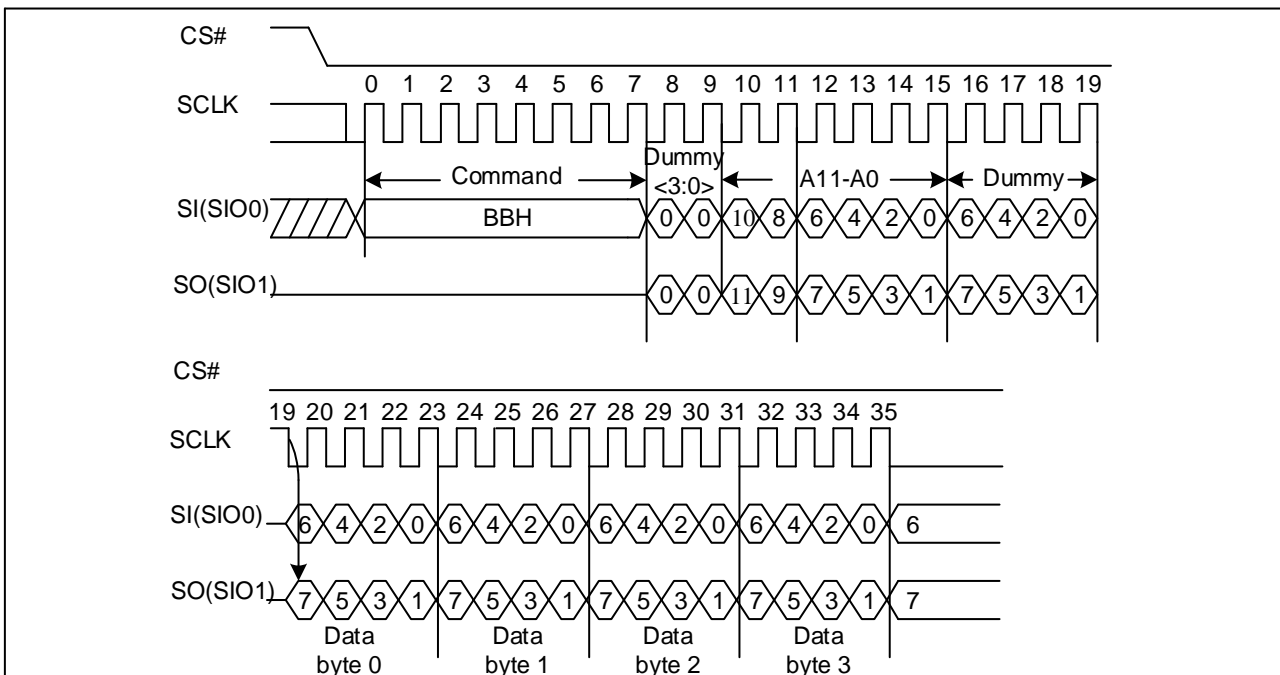 CS#
0 1 2 3 4 5 6 7 8 9 10 11 12 13 14 15 16 17 18 19
SCLK
Dummy
<3:0>
Command A11-A0 Dummy
SI(SIO0) BBH 0 0 10 8 6 4 2 0 6 4 2 0
SO(SIO1) 0 0 11 9 7 5 3 1 7 5 3 1
CS#
19 20 21 22 23 24 25 26 27 28 29 30 31 32 33 34 35
SCLK
SI(SIO0) 6 4 2 0 6 4 2 0 6 4 2 0 6 4 2 0 6
SO(SIO1) 7 5 3 1 7 5 3 1 7 5 3 1 7 5 3 1 7
Data Data Data Data
byte 0 byte 1 byte 2 byte 3